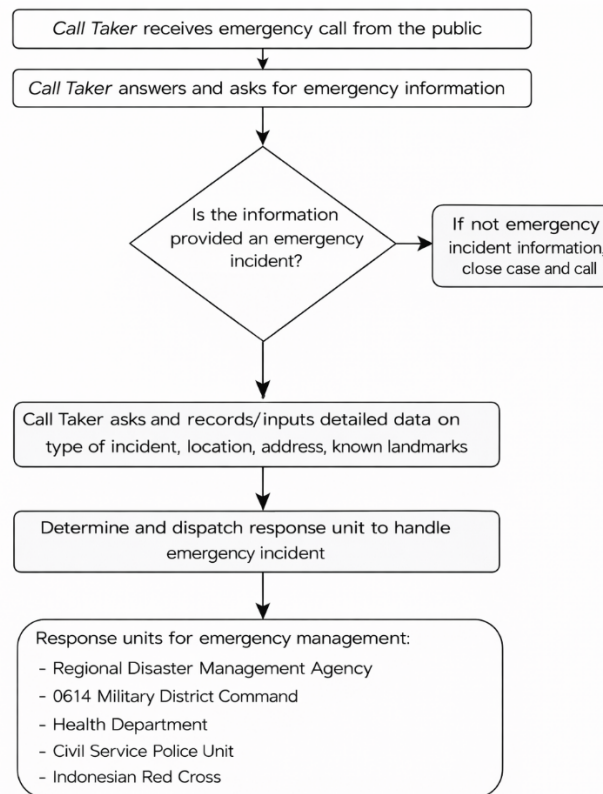 Call Taker receives emergency call from the public
Call Taker answers and asks for emergency information
Is the information
provided an emergency
incident?
If not emergency
incident information,
close case and call
Call Taker asks and records/inputs detailed data on
type of incident, location, address, known landmarks
Determine and dispatch response unit to handle
emergency incident
Response units for emergency management:
- Regional Disaster Management Agency
- 0614 Military District Command
- Health Department
- Civil Service Police Unit
- Indonesian Red Cross